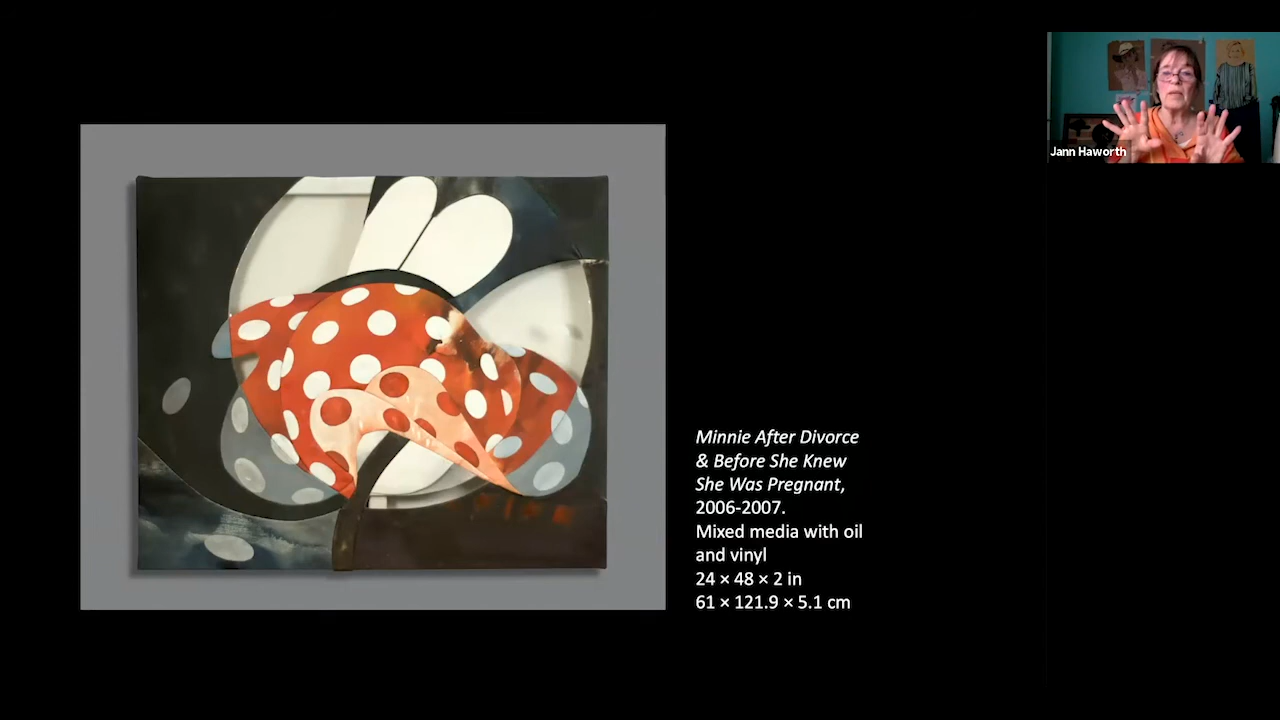 Jann Haworth
Minnie After Divorce
& Before She Knew
She Was Pregnant,
2006-2007.
Mixed media with oil
and vinyl
24 × 48 × 2 in
61 × 121.9 × 5.1 cm